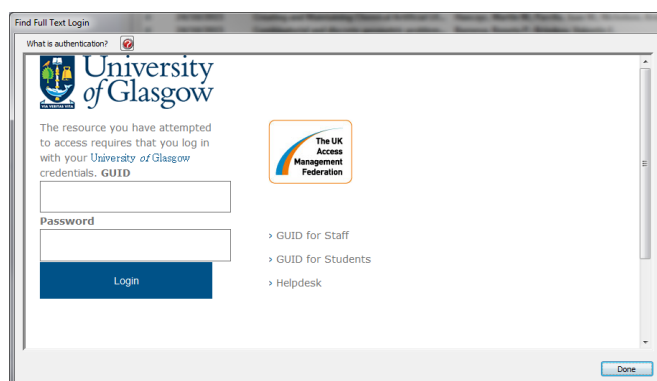 Find Full Text Login
What is authentication?
University
of Glasgow
VIA VERITAS VITA
The resource you have attempted
to access requires that you log in
with your University of Glasgow
credentials. GUID
Password
Login
The UK
Access
Management
Federation
› GUID for Staff
› GUID for Students
› Helpdesk
Done